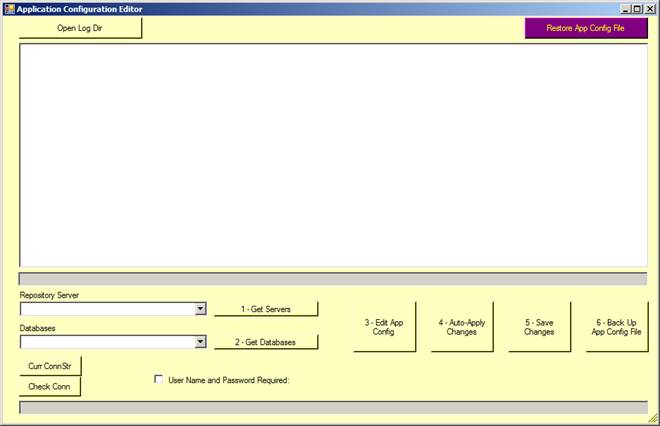 Application Configuration Editor
Open Log Dir
Restore App Config File
Repository Server
1 - Get Servers
Databases
2 - Get Databases
3 - Edit App
Config
4 - Auto-Apply
Changes
5 - Save
Changes
6 - Back Up
App Config File
Curr ConnStr
Check Conn
User Name and Password Required: